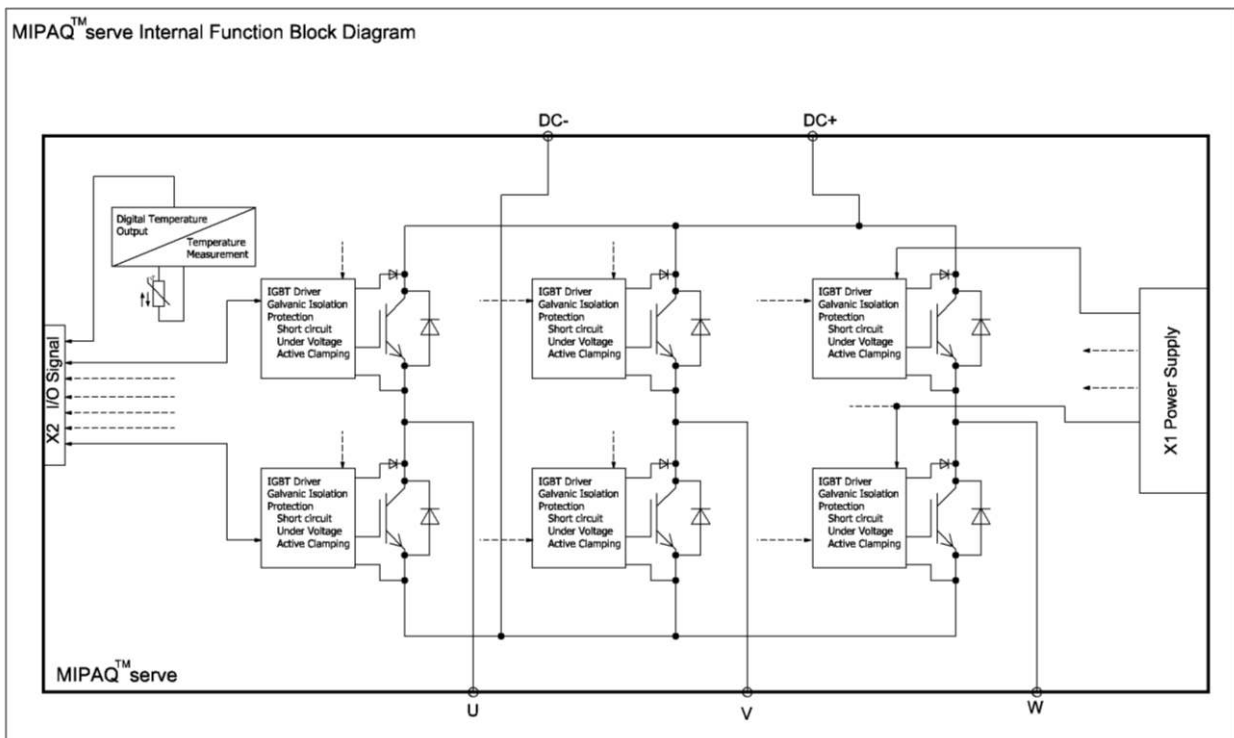 MIPAQ™serve Internal Function Block Diagram
DC-
DC+
Digital Temperature
Output
Temperature
Measurement
IGBT Driver
Galvanic Isolation
Protection
Short circuit
Under Voltage
Active Clamping
IGBT Driver
Galvanic Isolation
Protection
Short circuit
Under Voltage
Active Clamping
IGBT Driver
Galvanic Isolation
Protection
Short circuit
Under Voltage
Active Clamping
X2 I/O Signal
X1 Power Supply
IGBT Driver
Galvanic Isolation
Protection
Short circuit
Under Voltage
Active Clamping
IGBT Driver
Galvanic Isolation
Protection
Short circuit
Under Voltage
Active Clamping
IGBT Driver
Galvanic Isolation
Protection
Short circuit
Under Voltage
Active Clamping
MIPAQ™serve
U
V
W